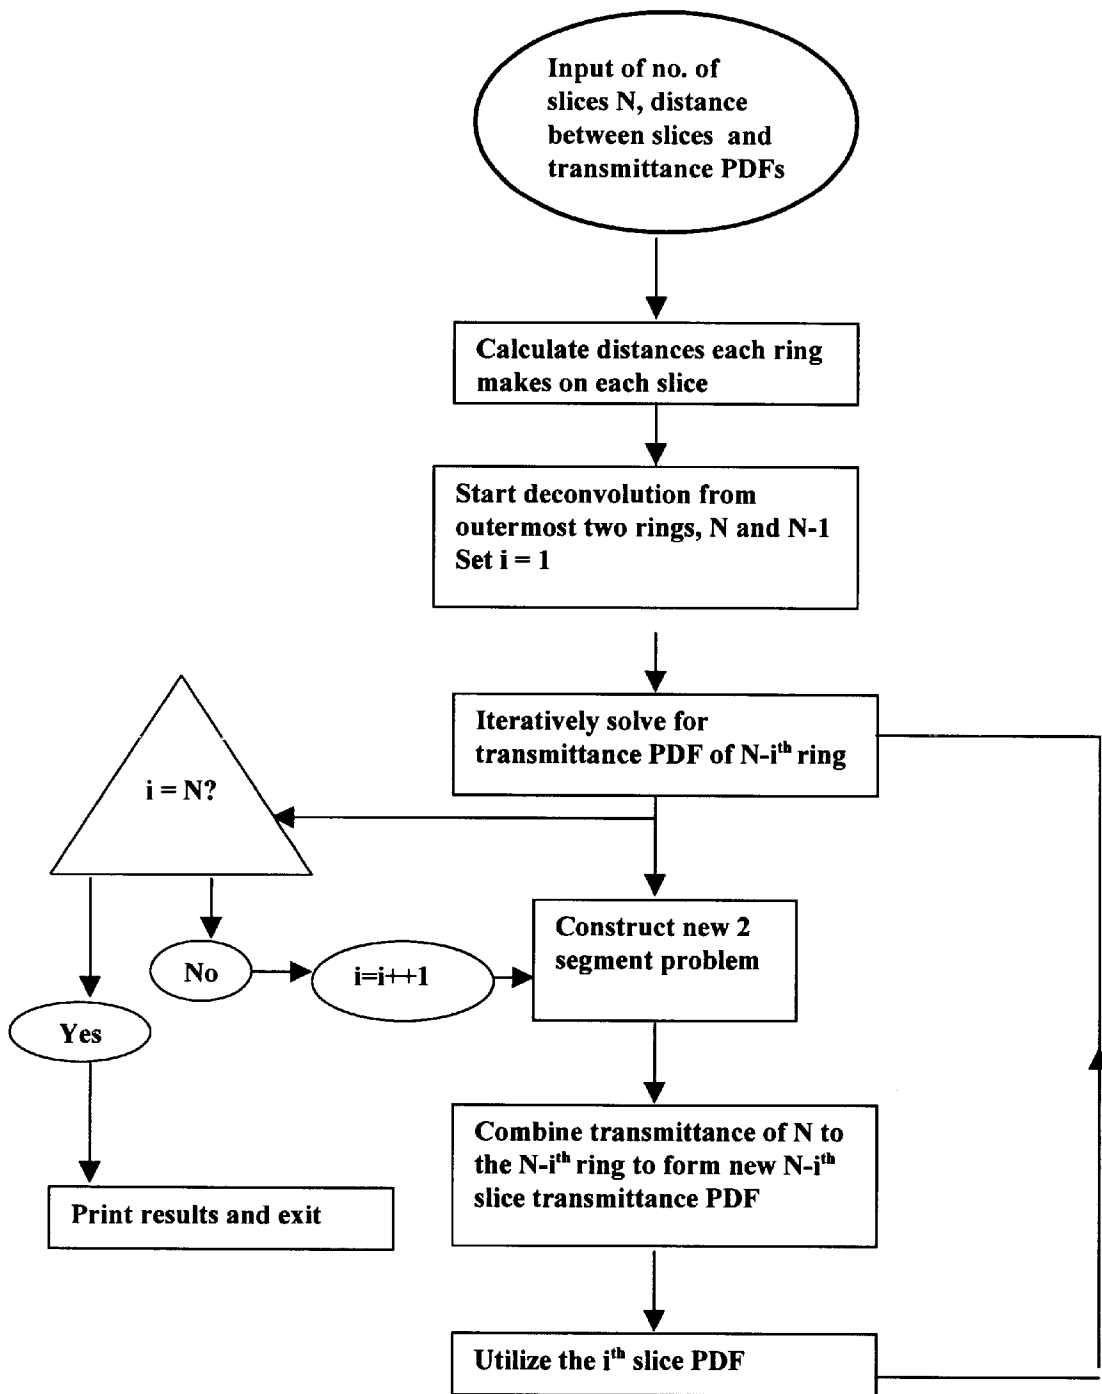 Input of no. of
slices N, distance
between slices and
transmittance PDFs
Calculate distances each ring
makes on each slice
Start deconvolution from
outermost two rings, N and N-1
Set i = 1
Iteratively solve for
transmittance PDF of N-ith ring
i = N?
Construct new 2
segment problem
No
i=i++1
Yes
Combine transmittance of N to
the N-ith ring to form new N-ith
slice transmittance PDF
Print results and exit
Utilize the ith slice PDF